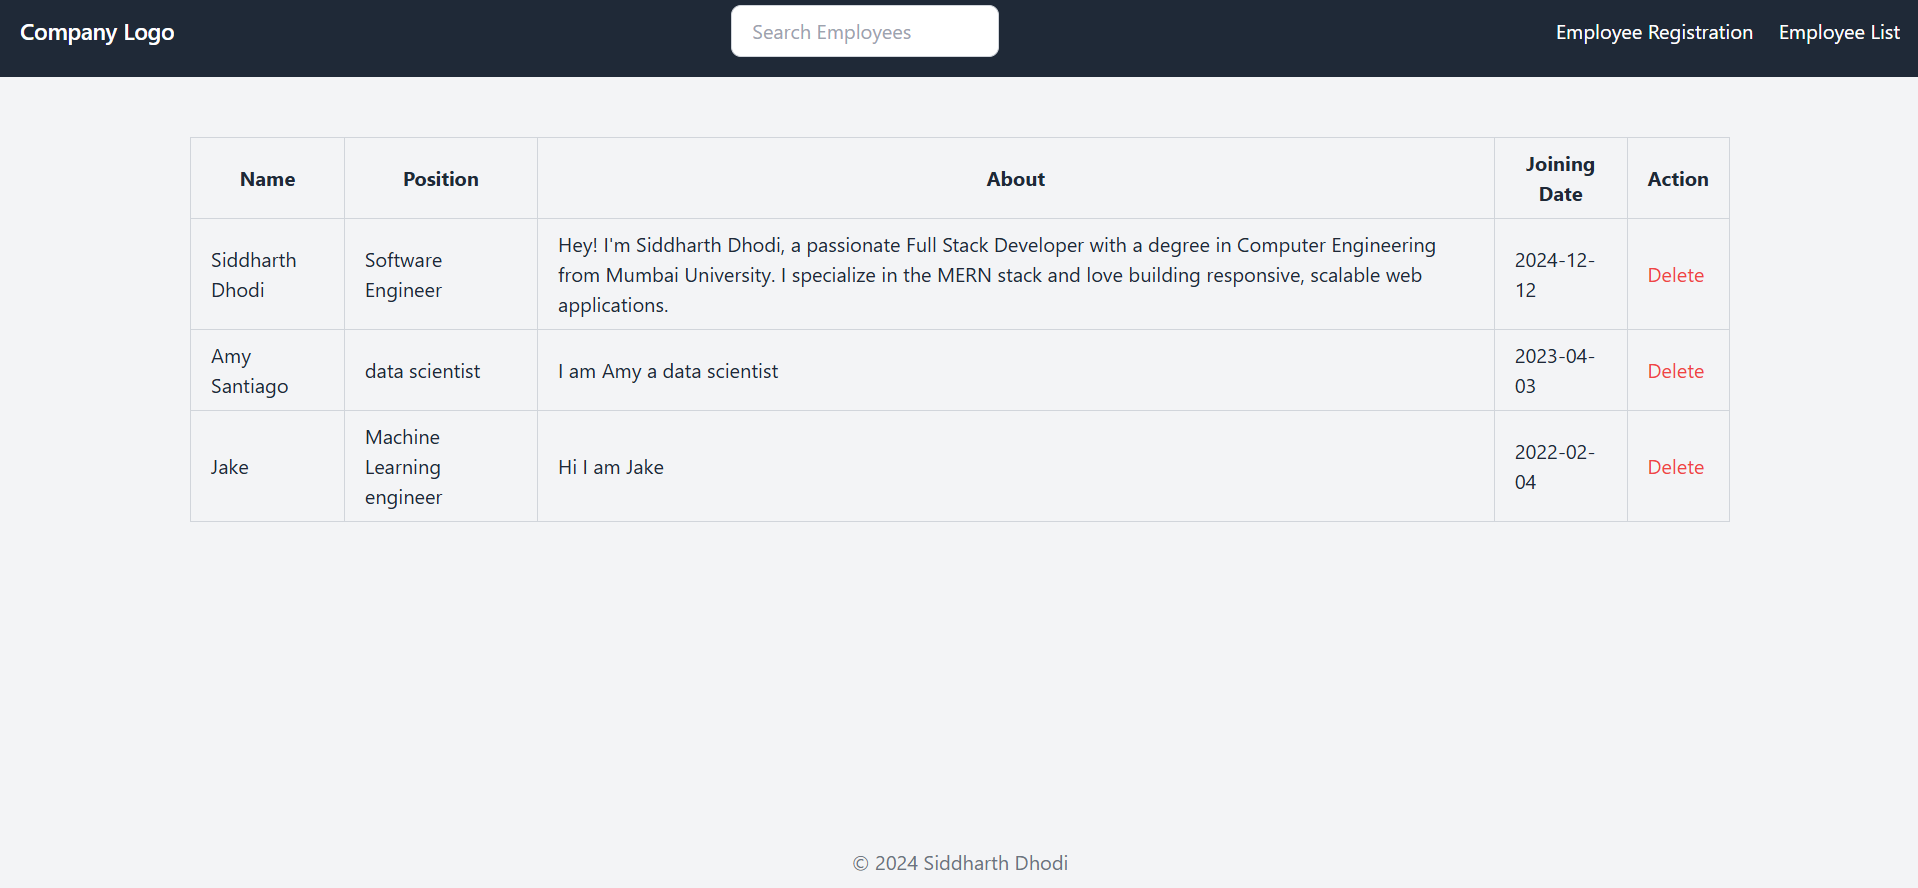 Company Logo
Search Employees
Employee Registration
Employee List
Name
Position
About
Joining
Date
Action
Siddharth
Dhodi
Software
Engineer
Hey! I'm Siddharth Dhodi, a passionate Full Stack Developer with a degree in Computer Engineering
from Mumbai University. I specialize in the MERN stack and love building responsive, scalable web
applications.
2024-12-
12
Delete
Amy
Santiago
data scientist
I am Amy a data scientist
2023-04-
03
Delete
Jake
Machine
Learning
engineer
Hi I am Jake
2022-02-
04
Delete
© 2024 Siddharth Dhodi